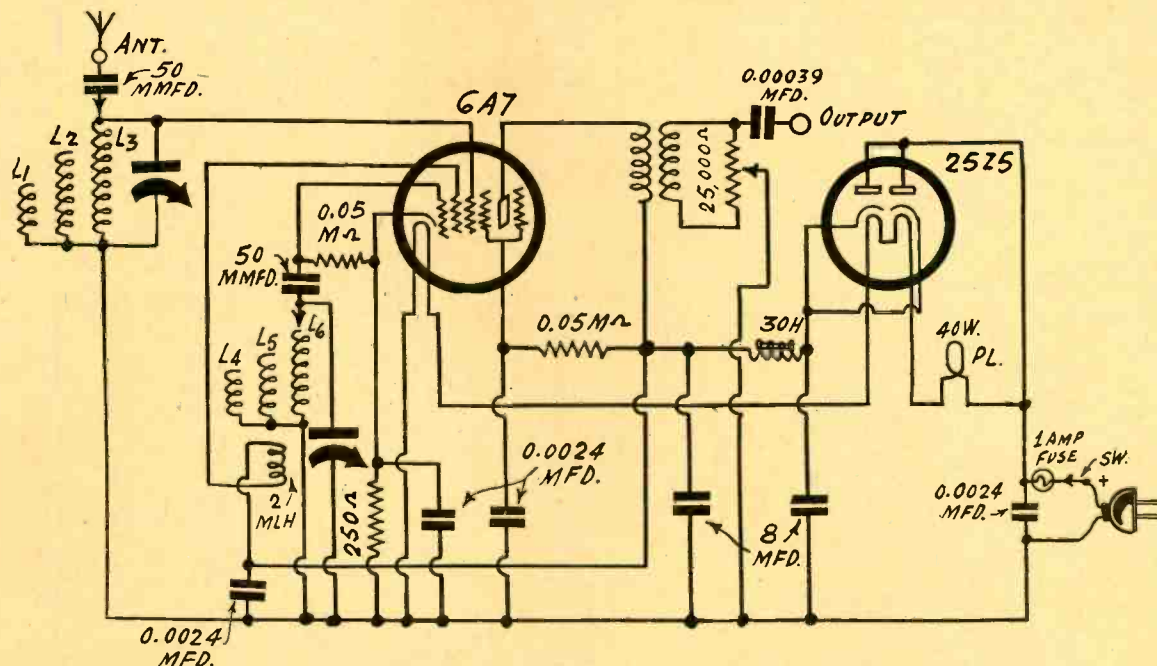 ANT.
50
MMFD.
L1
L2
L3
6A7
0.00039
MFD.
OUTPUT
25,000Ω
25Z5
0.05
MΩ
50
MMFD.
L4
L5
L6
0.05MΩ
30H
40W.
PL.
2
MLH
250Ω
0.0024
MFD.
8
MFD.
1 AMP
FUSE
SW.
+
0.0024
MFD.
0.0024
MFD.